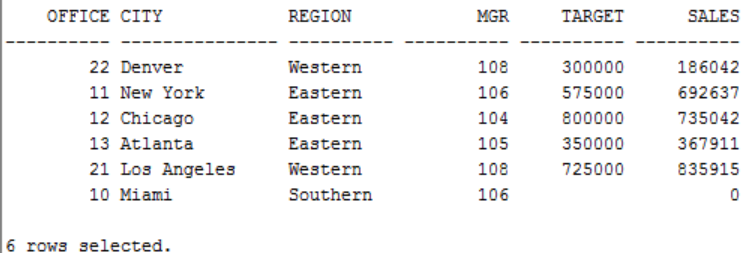 OFFICE CITY            REGION            MGR     TARGET      SALES
---------- --------------- ---------- ---------- ---------- ----------
        22 Denver          Western           108     300000     186042
        11 New York        Eastern           106     575000     692637
        12 Chicago         Eastern           104     800000     735042
        13 Atlanta         Eastern           105     350000     367911
        21 Los Angeles     Western           108     725000     835915
        10 Miami           Southern          106                     0
6 rows selected.